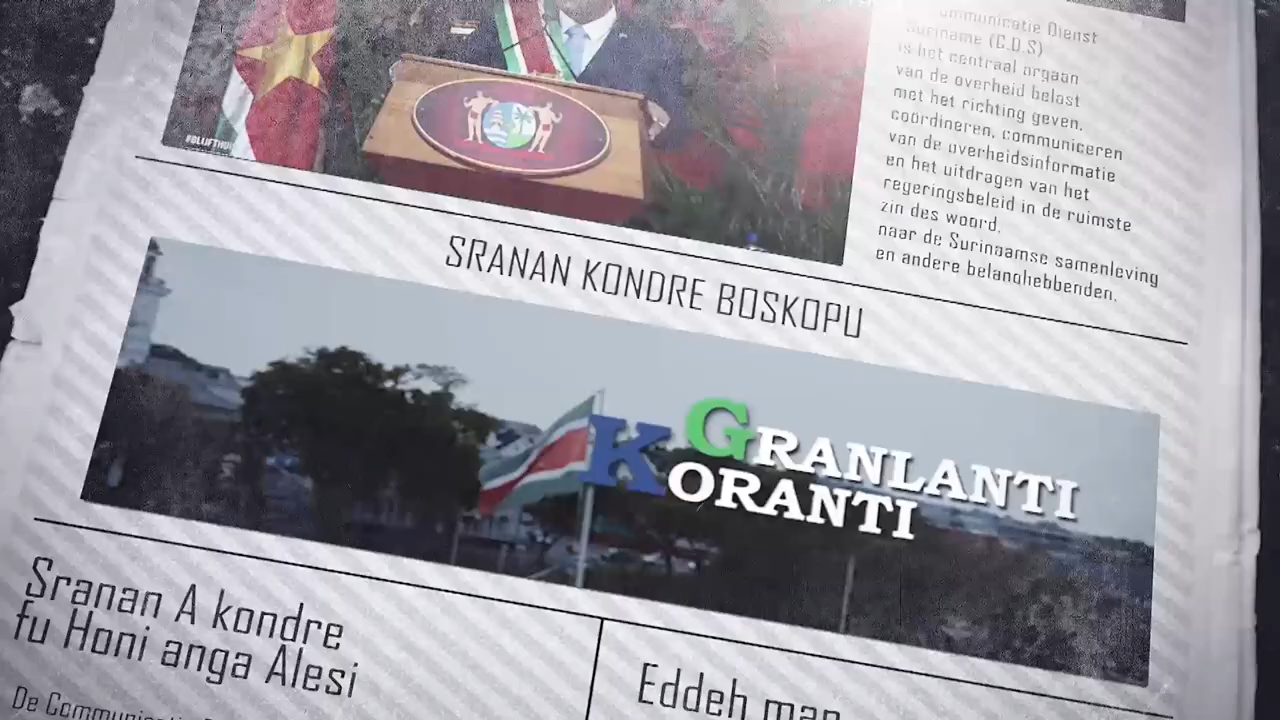 Communicatie Dienst
Suriname (C.D.S)
is het centraal orgaan
van de overheid belast
met het richting geven,
coördineren, communiceren
van de overheidsinformatie
en het uitdragen van het
regeringsbeleid in de ruimste
zin des woord,
naar de Surinaamse samenleving
en andere belanghebbenden.
SRANAN KONDRE BOSKOPU
GRANLANTI
KORANTI
Sranan A kondre
fu Honi anga Alesi
De
Eddeh man